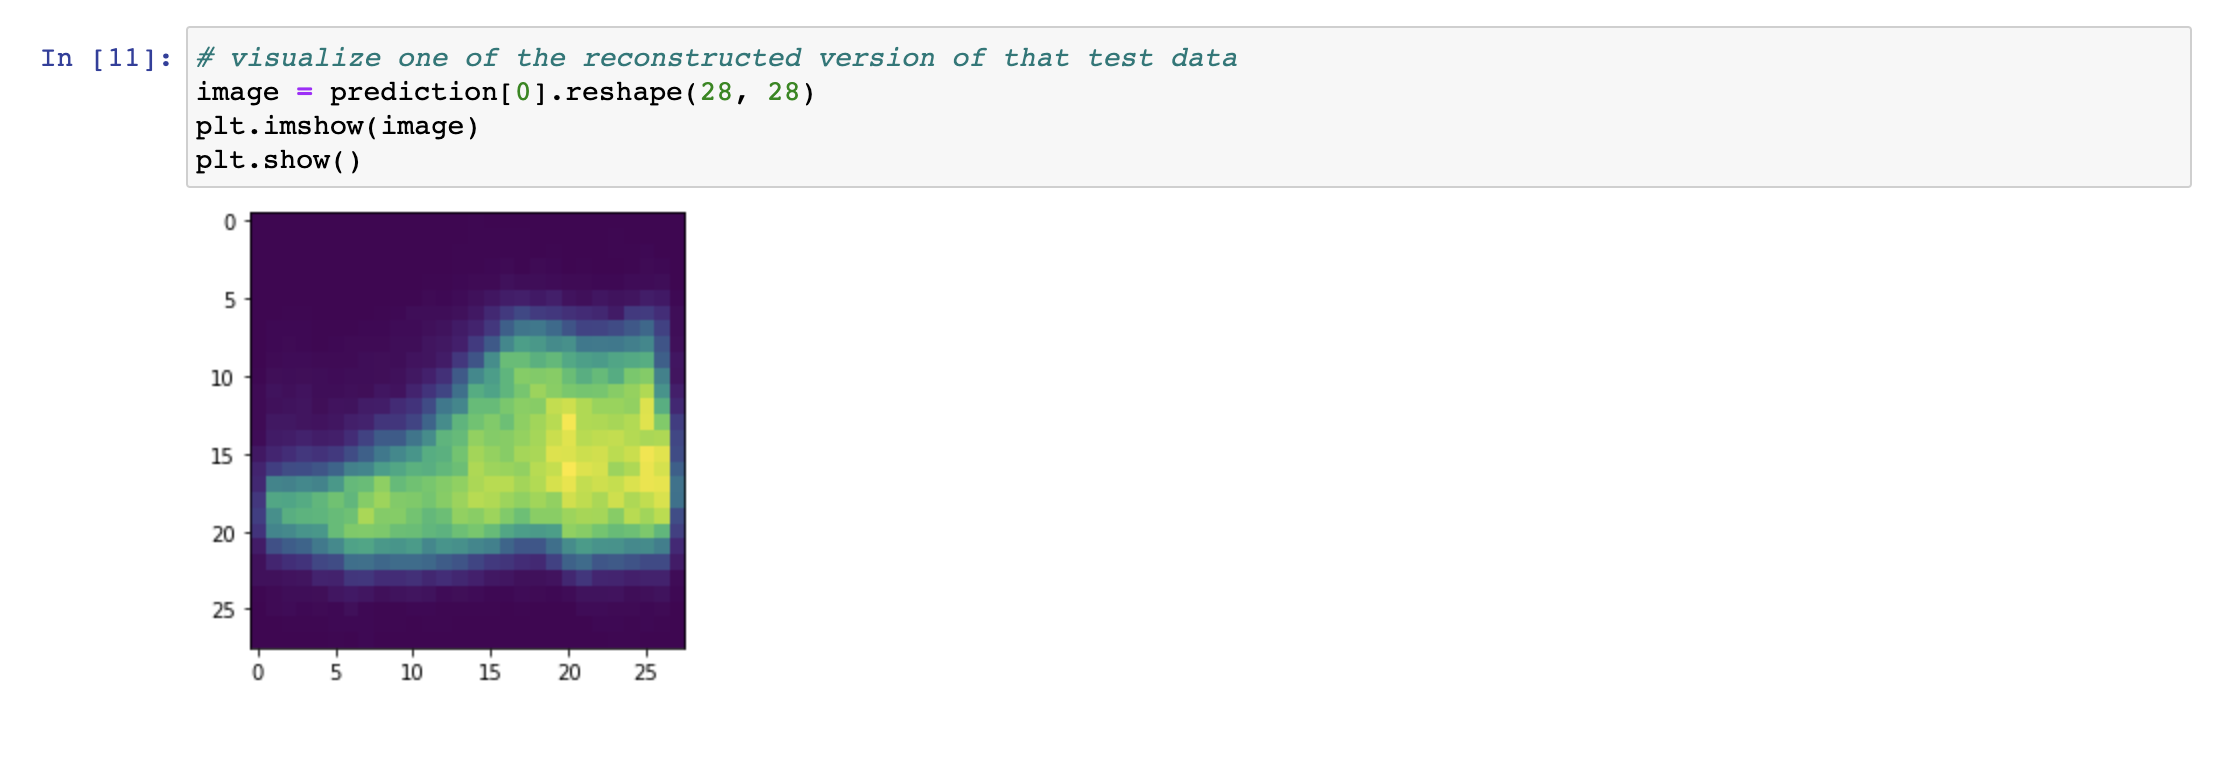 In [11]: # visualize one of the reconstructed version of that test data
image = prediction[0].reshape(28, 28)
plt.imshow(image)
plt.show()
0
5
10
15
20
25
0 5 10 15 20 25